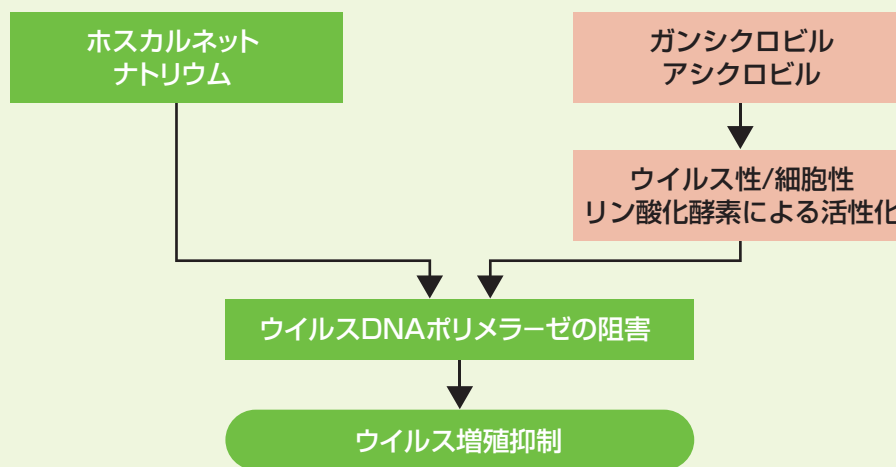 ホスカルネット
ナトリウム
ガンシクロビル
アシクロビル
ウイルス性/細胞性
リン酸化酵素による活性化
ウイルスDNAポリメラーゼの阻害
ウイルス増殖抑制